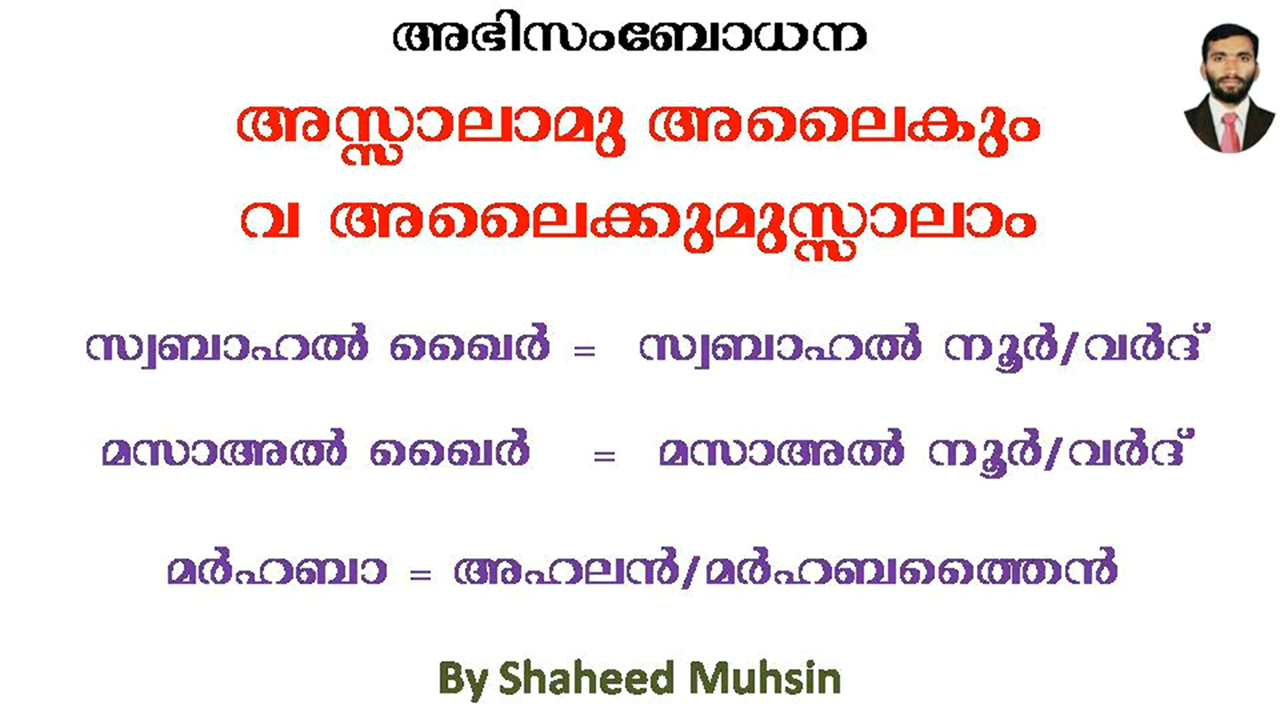 അഭിസംബോധന
അസ്സാലാമു അലൈകും
വ അലൈക്കുമുസ്സാലാം
സ്വബാഹൽ ഖൈർ = സ്വബാഹൽ നൂർ/വർദ്
മസാഅൽ ഖൈർ = മസാഅൽ നൂർ/വർദ്
മർഹബാ = അഹലൻ/മർഹബത്തൈൻ
By Shaheed Muhsin